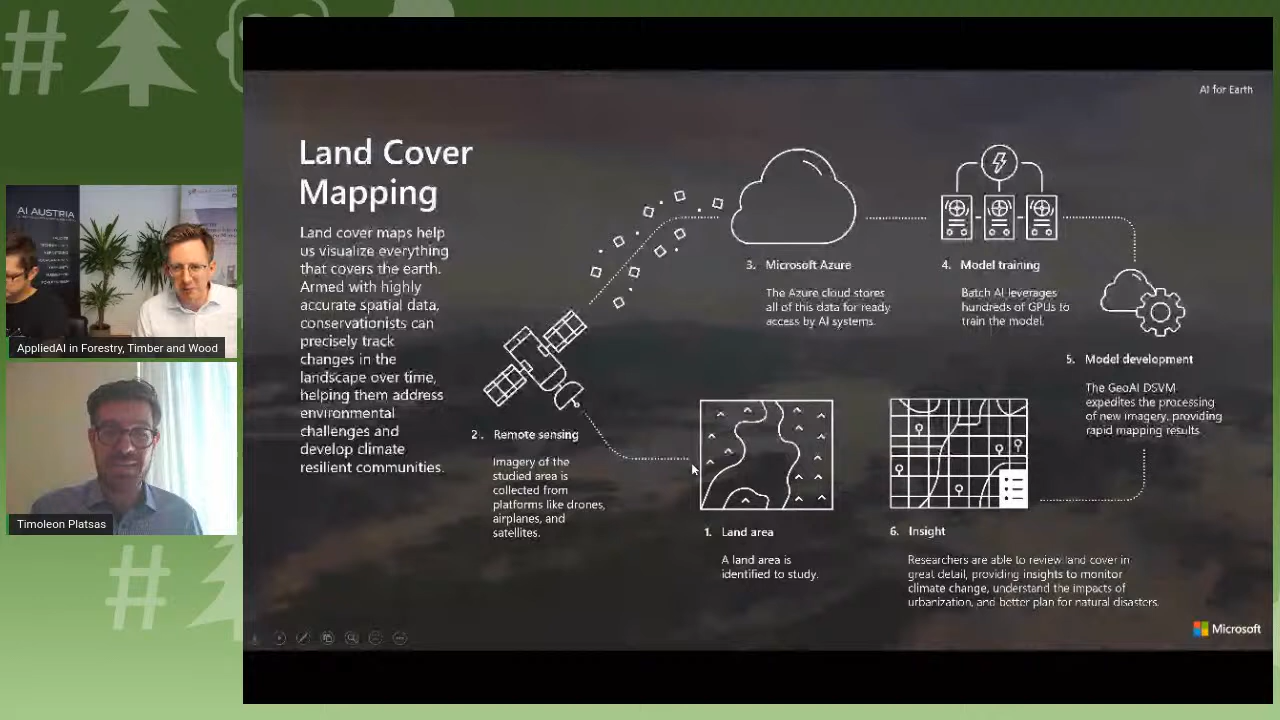 #
AI AUSTRIA
AppliedAI in Forestry, Timber and Wood
Timoleon Platsas
#
AI for Earth
Land Cover
Mapping
Land cover maps help
us visualize everything
that covers the earth.
Armed with highly
accurate spatial data,
conservationists can
precisely track
changes in the
landscape over time,
helping them address
environmental
challenges and
develop climate
resilient communities.
1. Land area
A land area is
identified to study.
2. Remote sensing
Imagery of the
studied area is
collected from
platforms like drones,
airplanes, and
satellites.
3. Microsoft Azure
The Azure cloud stores
all of this data for ready
access by AI systems.
4. Model training
Batch AI leverages
hundreds of GPUs to
train the model.
5. Model development
The GeoAI DSVM
expedites the processing
of new imagery, providing
rapid mapping results.
6. Insight
Researchers are able to review land cover in
great detail, providing insights to monitor
climate change, understand the impacts of
urbanization, and better plan for natural disasters.
Microsoft